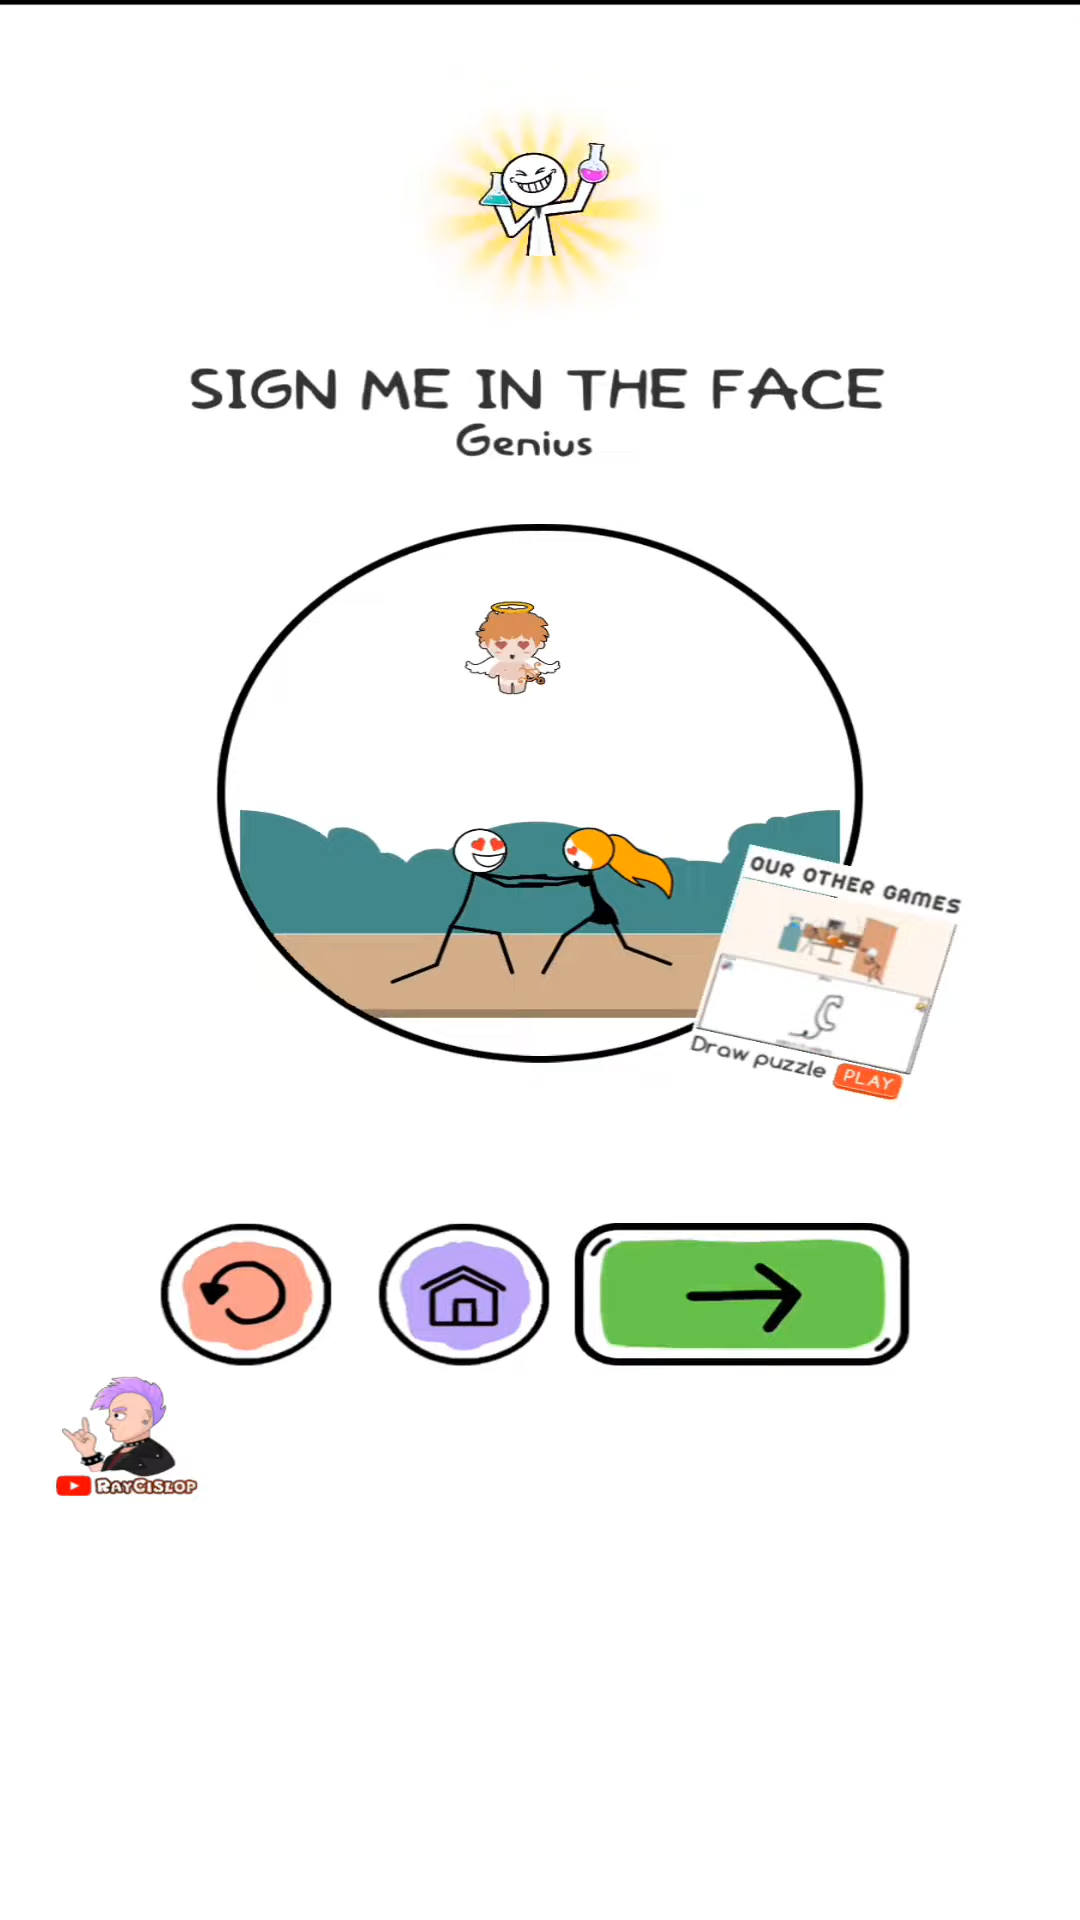 SIGN ME IN THE FACE
Genius
OUR OTHER GAMES
Draw puzzle
PLAY
RAYCISLOP